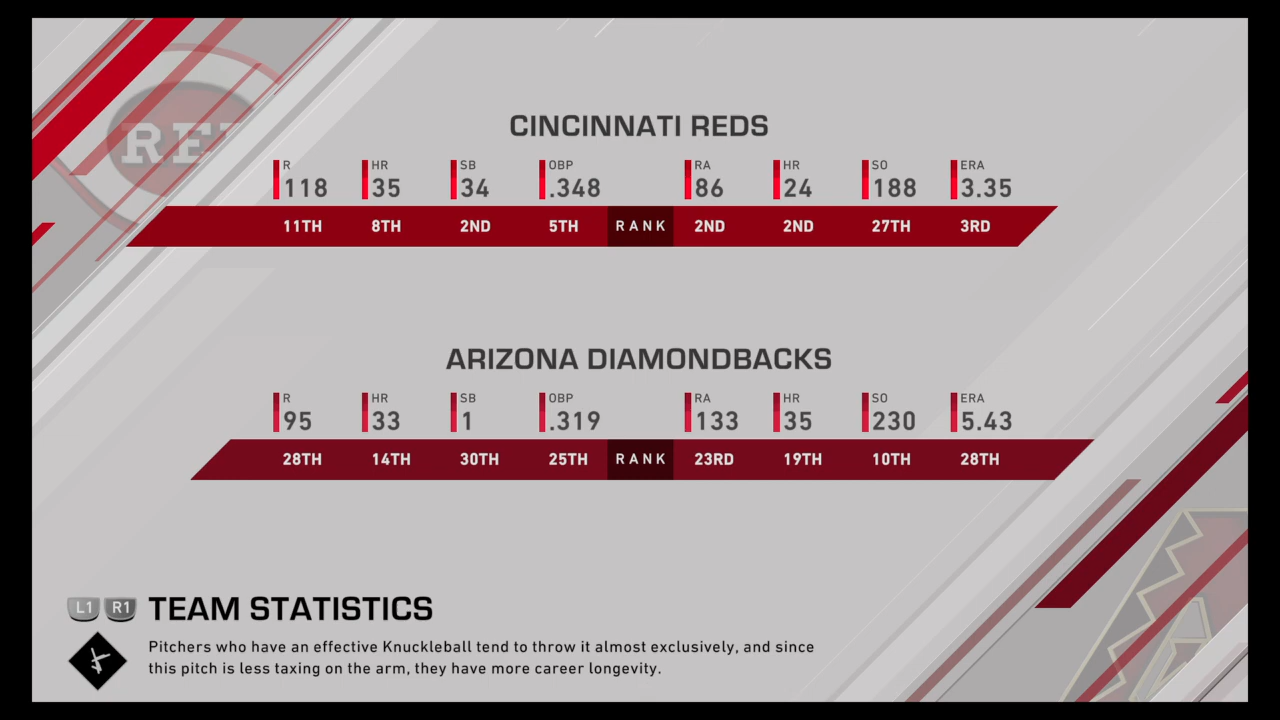 RE
CINCINNATI REDS
R HR SB OBP RA HR SO ERA
118 35 34 .348 86 24 188 3.35
11TH 8TH 2ND 5TH RANK 2ND 2ND 27TH 3RD
ARIZONA DIAMONDBACKS
R HR SB OBP RA HR SO ERA
95 33 1 .319 133 35 230 5.43
28TH 14TH 30TH 25TH RANK 23RD 19TH 10TH 28TH
L1 R1 TEAM STATISTICS
Pitchers who have an effective Knuckleball tend to throw it almost exclusively, and since
this pitch is less taxing on the arm, they have more career longevity.